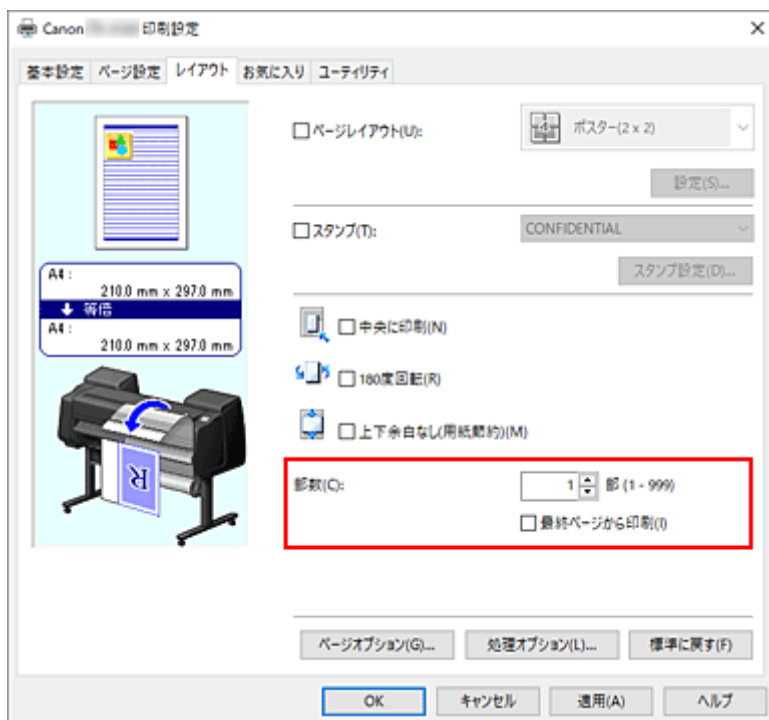 Canon 印刷設定
基本設定 ページ設定 レイアウト お気に入り ユーティリティ
ページレイアウト(U):
ポスター(2 x 2)
設定(S)...
スタンプ(T):
CONFIDENTIAL
スタンプ設定(D)...
A4 :
210.0 mm x 297.0 mm
等倍
A4 :
210.0 mm x 297.0 mm
中央に印刷(N)
180度回転(R)
上下余白なし(用紙節約)(M)
R
部数(C):
1 部 (1 - 999)
最終ページから印刷(I)
ページオプション(G)... 処理オプション(L)... 標準に戻す(F)
OK キャンセル 適用(A) ヘルプ